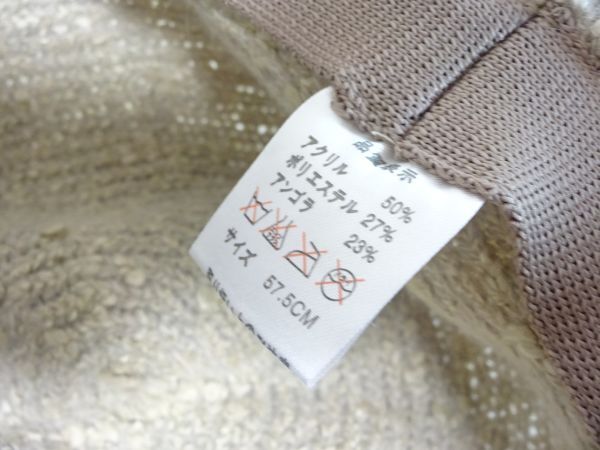 品室表示
アクリル 50%
ポリエステル 27%
アンゴラ 23%
サイズ 57.5CM